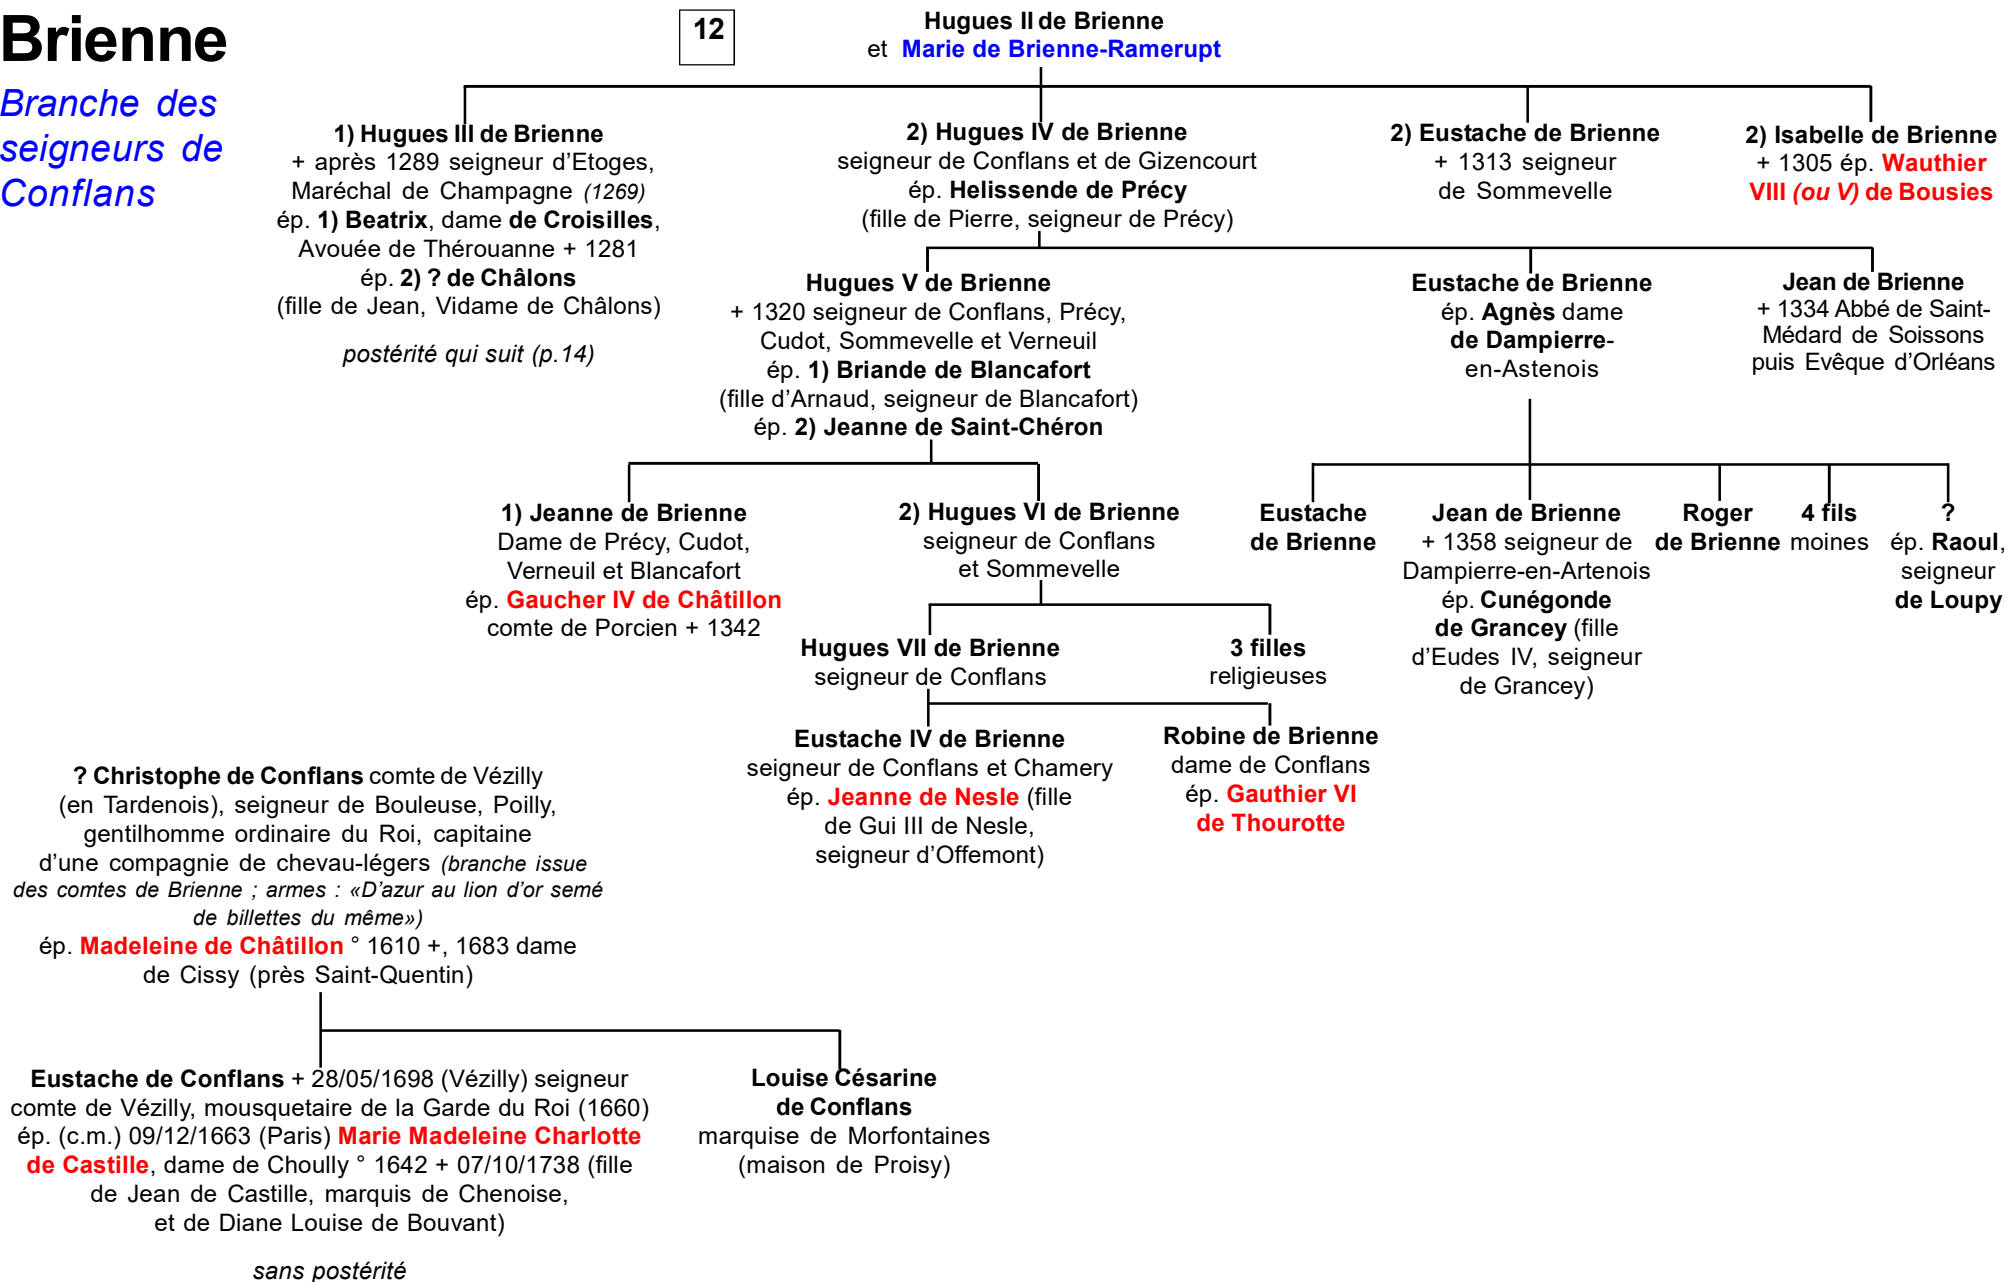 Brienne
Branche des
seigneurs de
Conflans
12
Hugues II de Brienne
et Marie de Brienne-Ramerupt
1) Hugues III de Brienne
+ après 1289 seigneur d’Etoges,
Maréchal de Champagne (1269)
ép. 1) Beatrix, dame de Croisilles,
Avouée de Thérouanne + 1281
ép. 2) ? de Châlons
(fille de Jean, Vidame de Châlons)
postérité qui suit (p.14)
2) Hugues IV de Brienne
seigneur de Conflans et de Gizencourt
ép. Helissende de Précy
(fille de Pierre, seigneur de Précy)
2) Eustache de Brienne
+ 1313 seigneur
de Sommevelle
2) Isabelle de Brienne
+ 1305 ép. Wauthier
VIII (ou V) de Bousies
Hugues V de Brienne
+ 1320 seigneur de Conflans, Précy,
Cudot, Sommevelle et Verneuil
ép. 1) Briande de Blancafort
(fille d’Arnaud, seigneur de Blancafort)
ép. 2) Jeanne de Saint-Chéron
Eustache de Brienne
ép. Agnès dame
de Dampierre-
en-Astenois
Jean de Brienne
+ 1334 Abbé de Saint-
Médard de Soissons
puis Evêque d’Orléans
1) Jeanne de Brienne
Dame de Précy, Cudot,
Verneuil et Blancafort
ép. Gaucher IV de Châtillon
comte de Porcien + 1342
2) Hugues VI de Brienne
seigneur de Conflans
et Sommevelle
Eustache
de Brienne
Jean de Brienne
+ 1358 seigneur de
Dampierre-en-Artenois
ép. Cunégonde
de Grancey (fille
d’Eudes IV, seigneur
de Grancey)
Roger
de Brienne
4 fils
moines
?
ép. Raoul,
seigneur
de Loupy
Hugues VII de Brienne
seigneur de Conflans
3 filles
religieuses
Eustache IV de Brienne
seigneur de Conflans et Chamery
ép. Jeanne de Nesle (fille
de Gui III de Nesle,
seigneur d’Offemont)
Robine de Brienne
dame de Conflans
ép. Gauthier VI
de Thourotte
? Christophe de Conflans comte de Vézilly
(en Tardenois), seigneur de Bouleuse, Poilly,
gentilhomme ordinaire du Roi, capitaine
d’une compagnie de chevau-légers (branche issue
des comtes de Brienne ; armes : «D’azur au lion d’or semé
de billettes du même»)
ép. Madeleine de Châtillon ° 1610 +, 1683 dame
de Cissy (près Saint-Quentin)
Eustache de Conflans + 28/05/1698 (Vézilly) seigneur
comte de Vézilly, mousquetaire de la Garde du Roi (1660)
ép. (c.m.) 09/12/1663 (Paris) Marie Madeleine Charlotte
de Castille, dame de Choully ° 1642 + 07/10/1738 (fille
de Jean de Castille, marquis de Chenoise,
et de Diane Louise de Bouvant)
sans postérité
Louise Césarine
de Conflans
marquise de Morfontaines
(maison de Proisy)